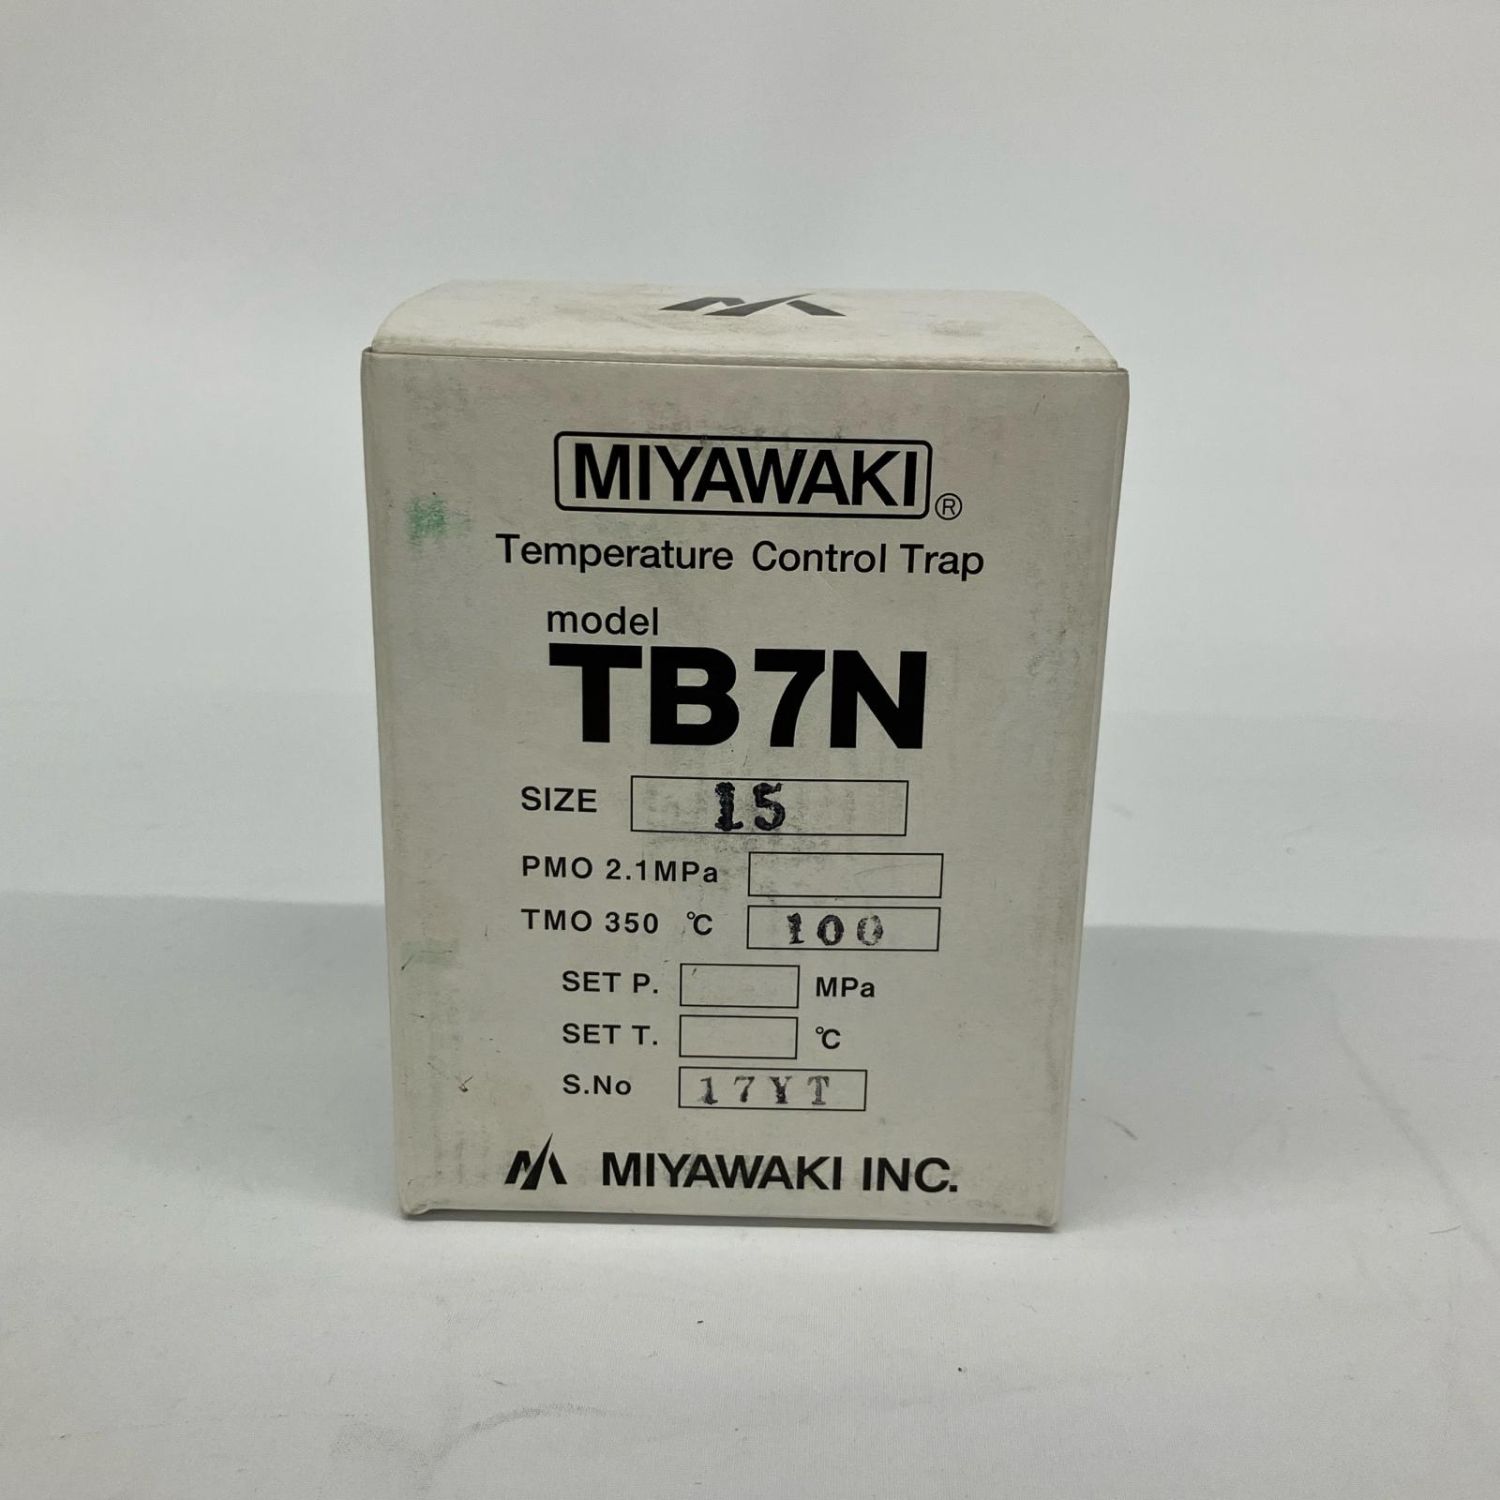 MIYAWAKI®
Temperature Control Trap
model
TB7N
SIZE 15
PMO 2.1MPa
TMO 350 ℃ 100
SET P. MPa
SET T. ℃
S.No 17YT
MIYAWAKI INC.